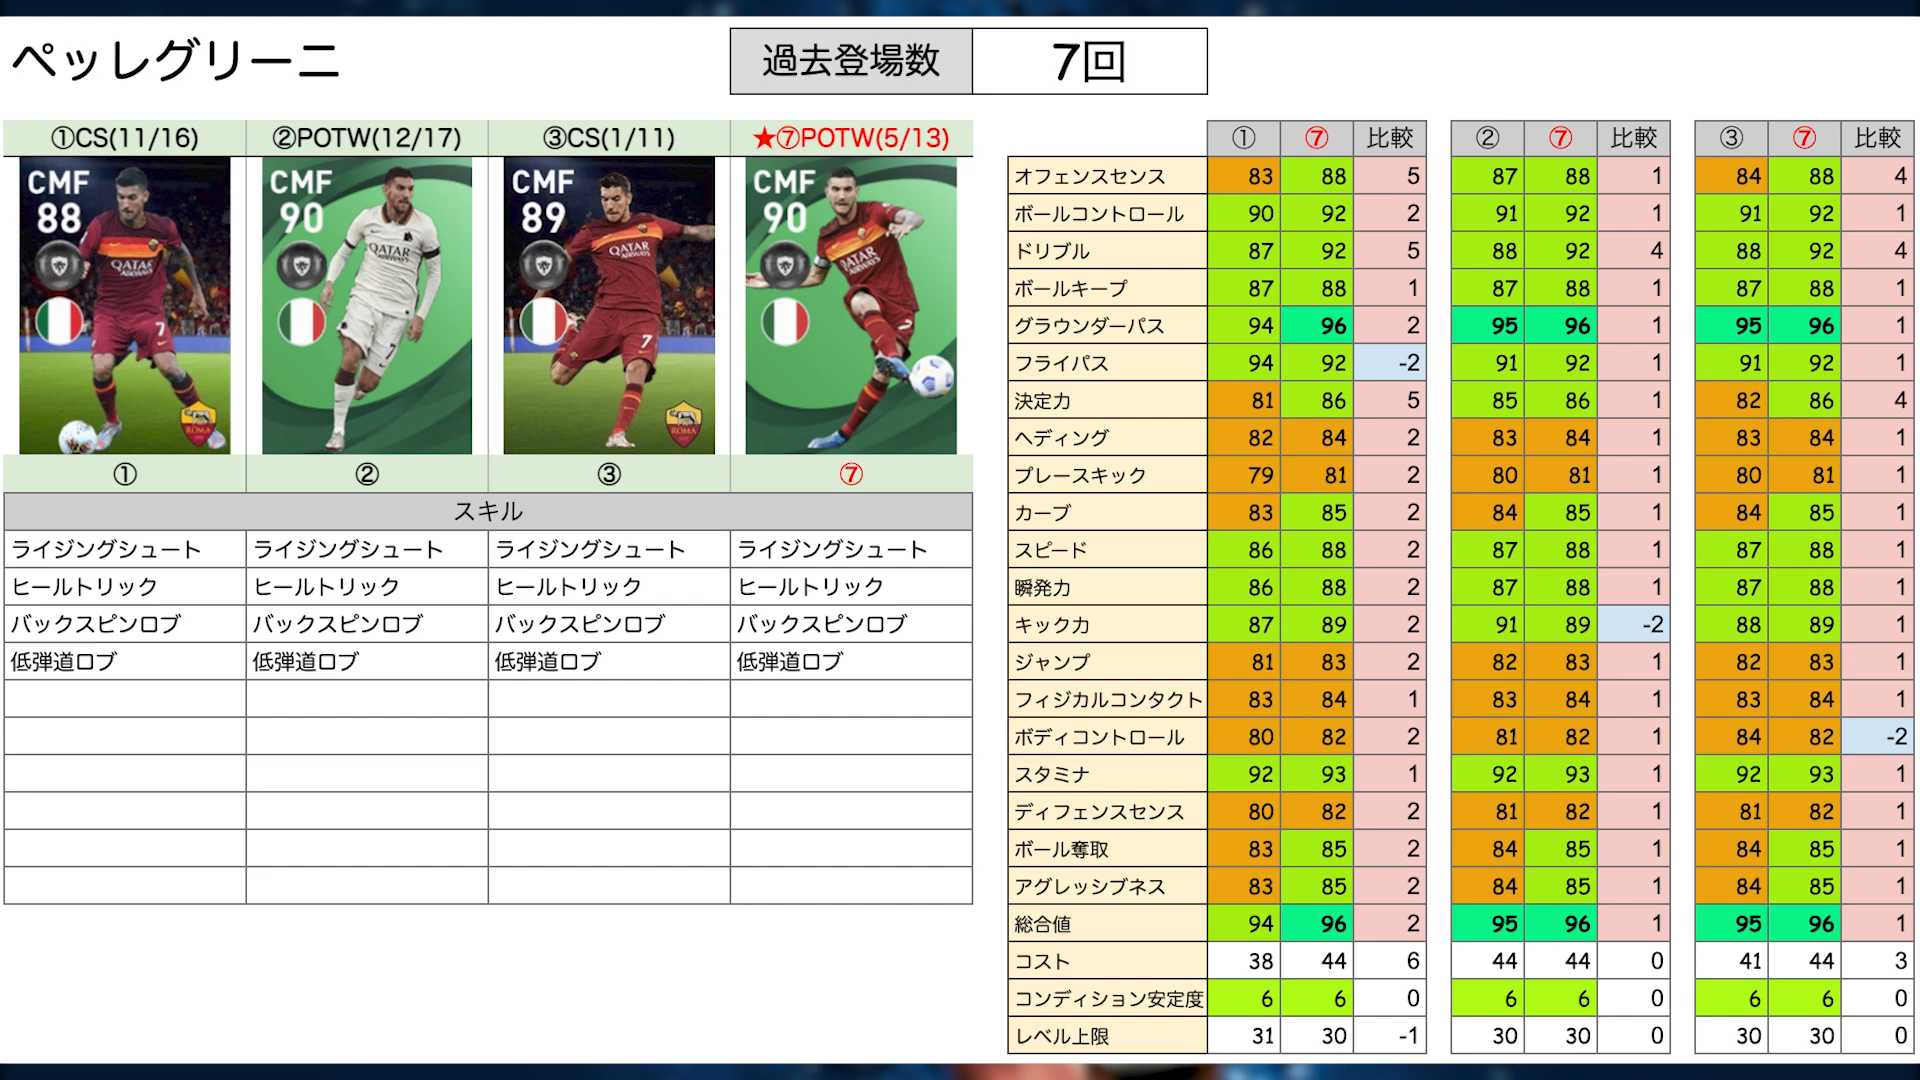 ペッレグリーニ
過去登場数 7回
①CS(11/16) ②POTW(12/17) ③CS(1/11) ★⑦POTW(5/13)
CMF 88 CMF 90 CMF 89 CMF 90
QATAR AIRWAYS QATAR AIRWAYS QATAR AIRWAYS QATAR AIRWAYS
7 7 7 7
ROMA ROMA
① ② ③ ⑦
スキル
ライジングシュート ライジングシュート ライジングシュート ライジングシュート
ヒールトリック ヒールトリック ヒールトリック ヒールトリック
バックスピンロブ バックスピンロブ バックスピンロブ バックスピンロブ
低弾道ロブ 低弾道ロブ 低弾道ロブ 低弾道ロブ
① ⑦ 比較 ② ⑦ 比較 ③ ⑦ 比較
オフェンスセンス 83 88 5 87 88 1 84 88 4
ボールコントロール 90 92 2 91 92 1 91 92 1
ドリブル 87 92 5 88 92 4 88 92 4
ボールキープ 87 88 1 87 88 1 87 88 1
グラウンダーパス 94 96 2 95 96 1 95 96 1
フライパス 94 92 -2 91 92 1 91 92 1
決定力 81 86 5 85 86 1 82 86 4
ヘディング 82 84 2 83 84 1 83 84 1
プレースキック 79 81 2 80 81 1 80 81 1
カーブ 83 85 2 84 85 1 84 85 1
スピード 86 88 2 87 88 1 87 88 1
瞬発力 86 88 2 87 88 1 87 88 1
キック力 87 89 2 91 89 -2 88 89 1
ジャンプ 81 83 2 82 83 1 82 83 1
フィジカルコンタクト 83 84 1 83 84 1 83 84 1
ボディコントロール 80 82 2 81 82 1 84 82 -2
スタミナ 92 93 1 92 93 1 92 93 1
ディフェンスセンス 80 82 2 81 82 1 81 82 1
ボール奪取 83 85 2 84 85 1 84 85 1
アグレッシブネス 83 85 2 84 85 1 84 85 1
総合値 94 96 2 95 96 1 95 96 1
コスト 38 44 6 44 44 0 41 44 3
コンディション安定度 6 6 0 6 6 0 6 6 0
レベル上限 31 30 -1 30 30 0 30 30 0